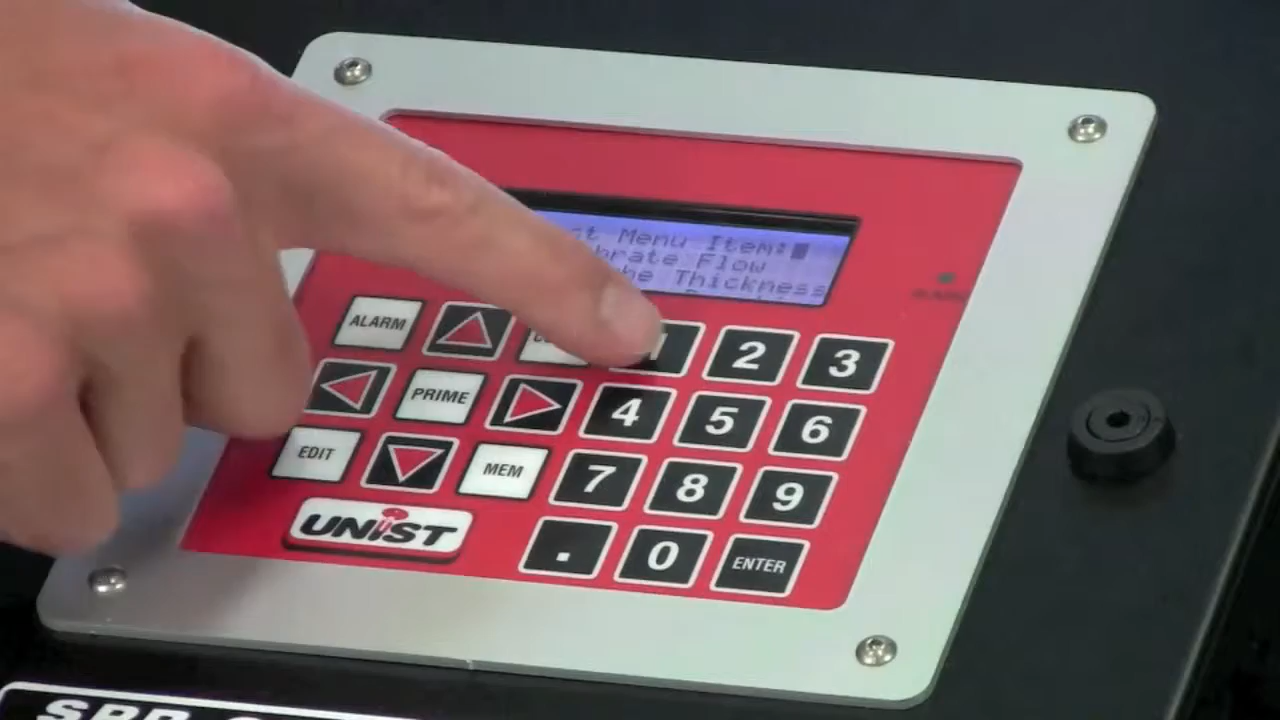 Menu Item:
Flow
Thickness
ALARM
2
3
PRIME
4
5
6
EDIT
MEM
7
8
9
UNIST
.
0
ENTER